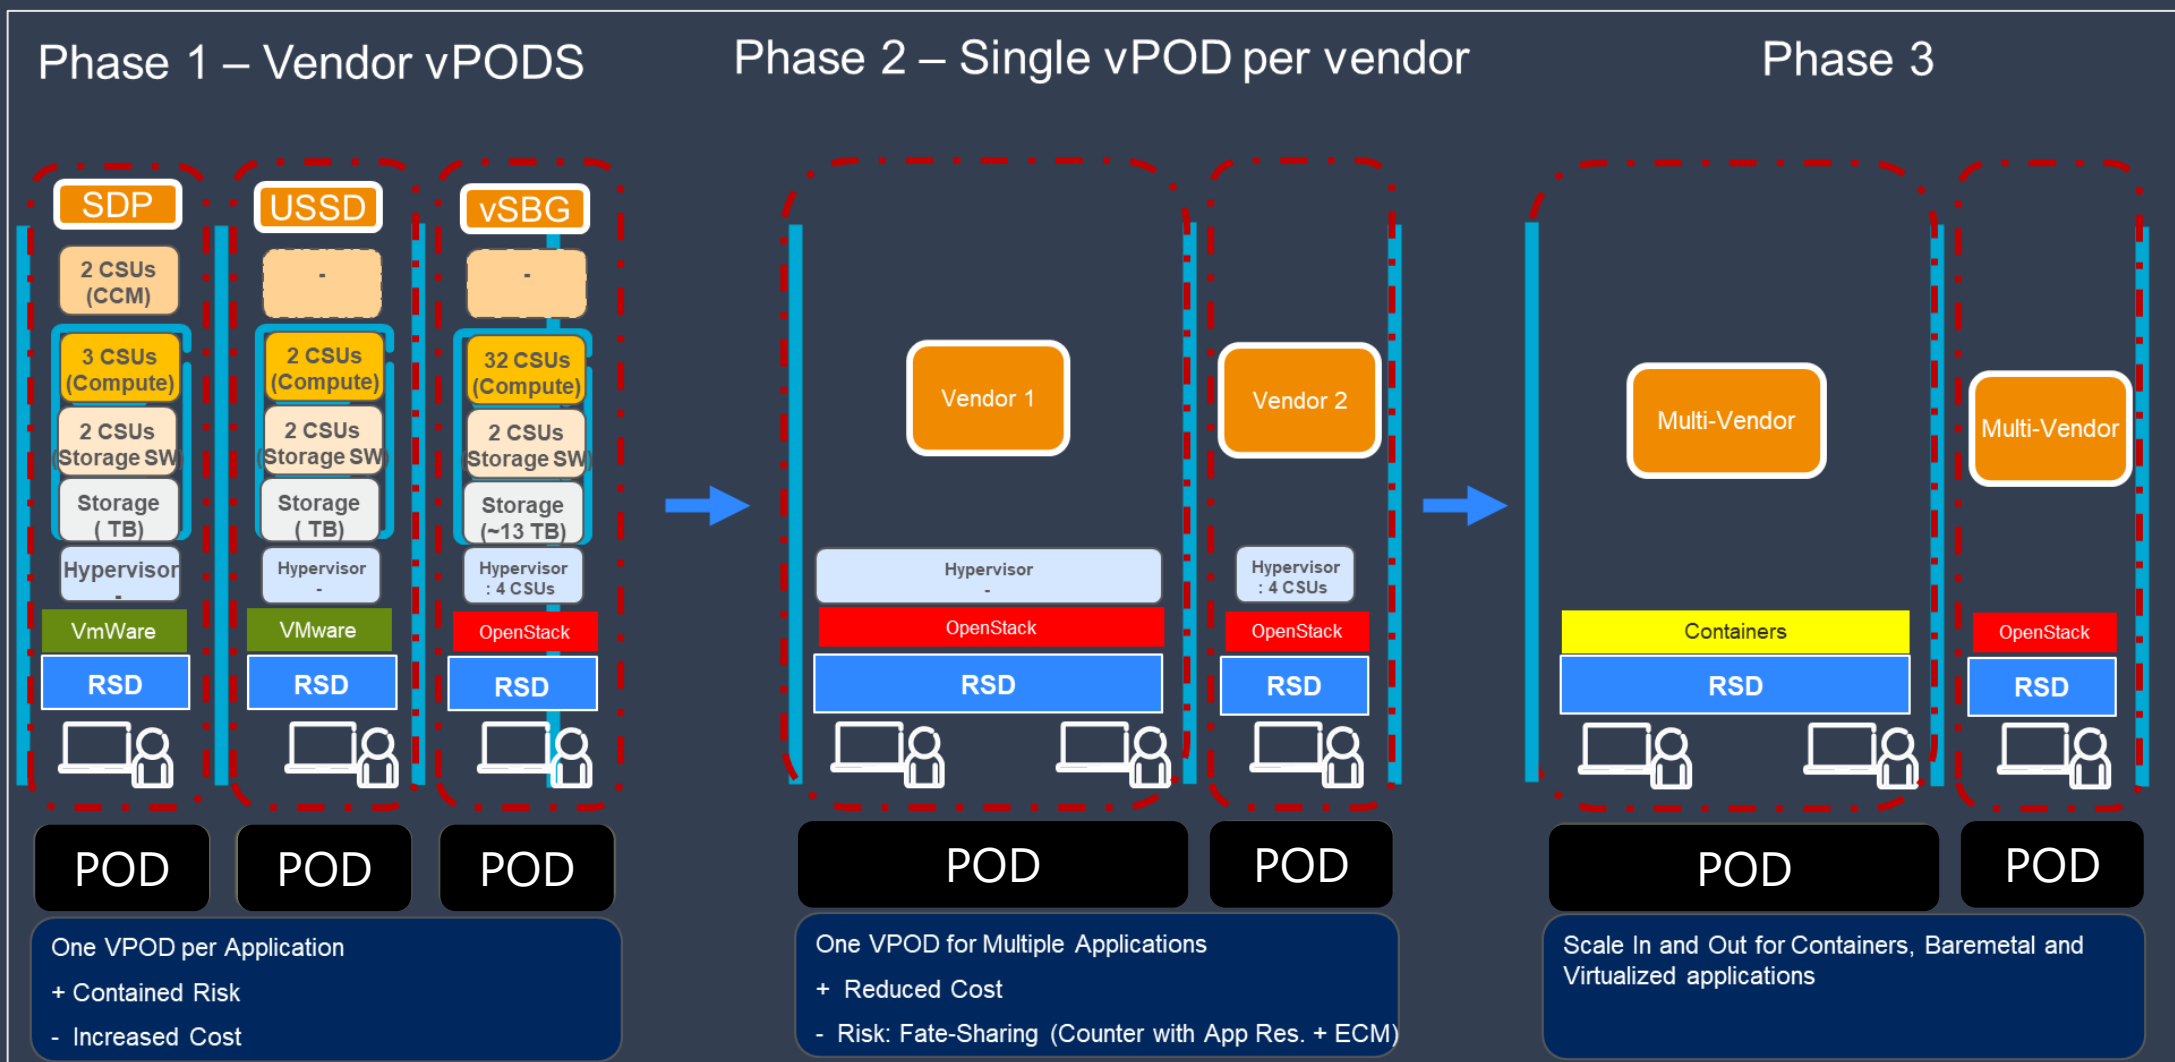 Phase 1 – Vendor vPODS
SDP
2 CSUs
(CCM)
3 CSUs
(Compute)
2 CSUs
(Storage SW)
Storage
( TB)
Hypervisor
-
VmWare
RSD
POD
USSD
-
2 CSUs
(Compute)
2 CSUs
(Storage SW)
Storage
( TB)
Hypervisor
-
VMware
RSD
POD
vSBG
-
32 CSUs
(Compute)
2 CSUs
(Storage SW)
Storage
(~13 TB)
Hypervisor
: 4 CSUs
OpenStack
RSD
POD
One VPOD per Application
+ Contained Risk
- Increased Cost
Phase 2 – Single vPOD per vendor
Vendor 1
Hypervisor
-
OpenStack
RSD
POD
Vendor 2
Hypervisor
: 4 CSUs
OpenStack
RSD
POD
One VPOD for Multiple Applications
+ Reduced Cost
- Risk: Fate-Sharing (Counter with App Res. + ECM)
Phase 3
Multi-Vendor
Containers
RSD
POD
Multi-Vendor
OpenStack
RSD
POD
Scale In and Out for Containers, Baremetal and
Virtualized applications